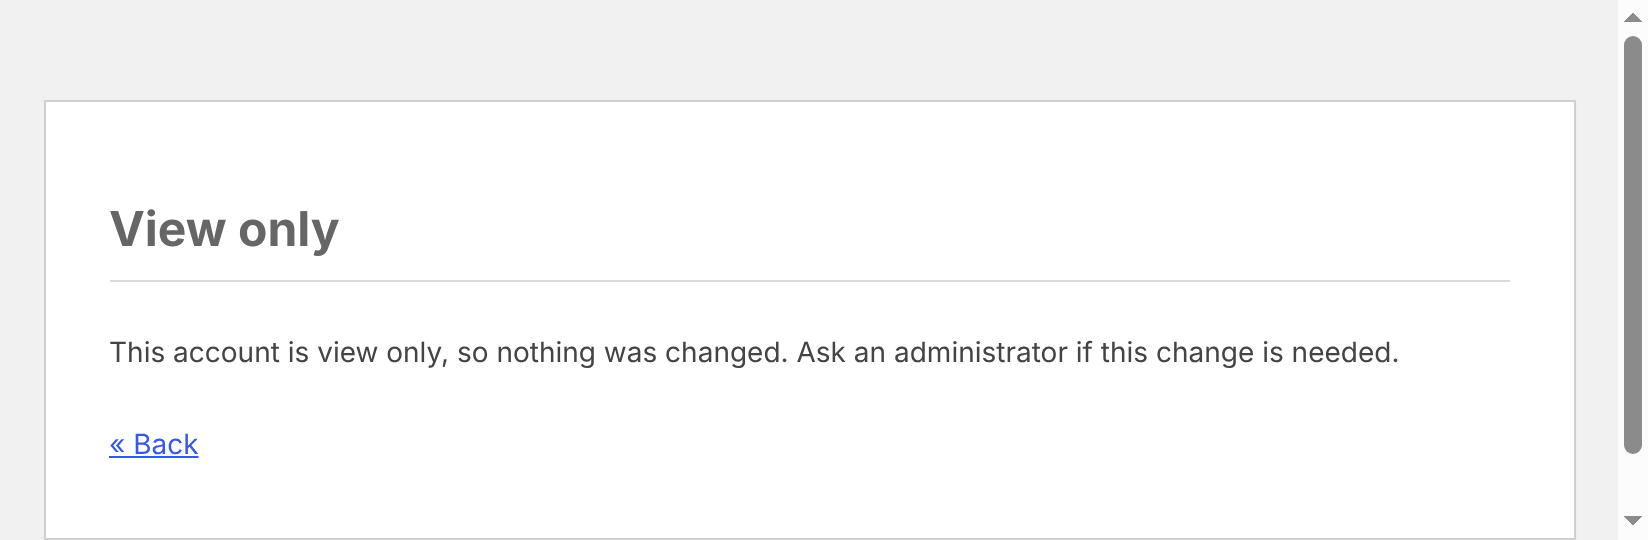 View only
This account is view only, so nothing was changed. Ask an administrator if this change is needed.
« Back